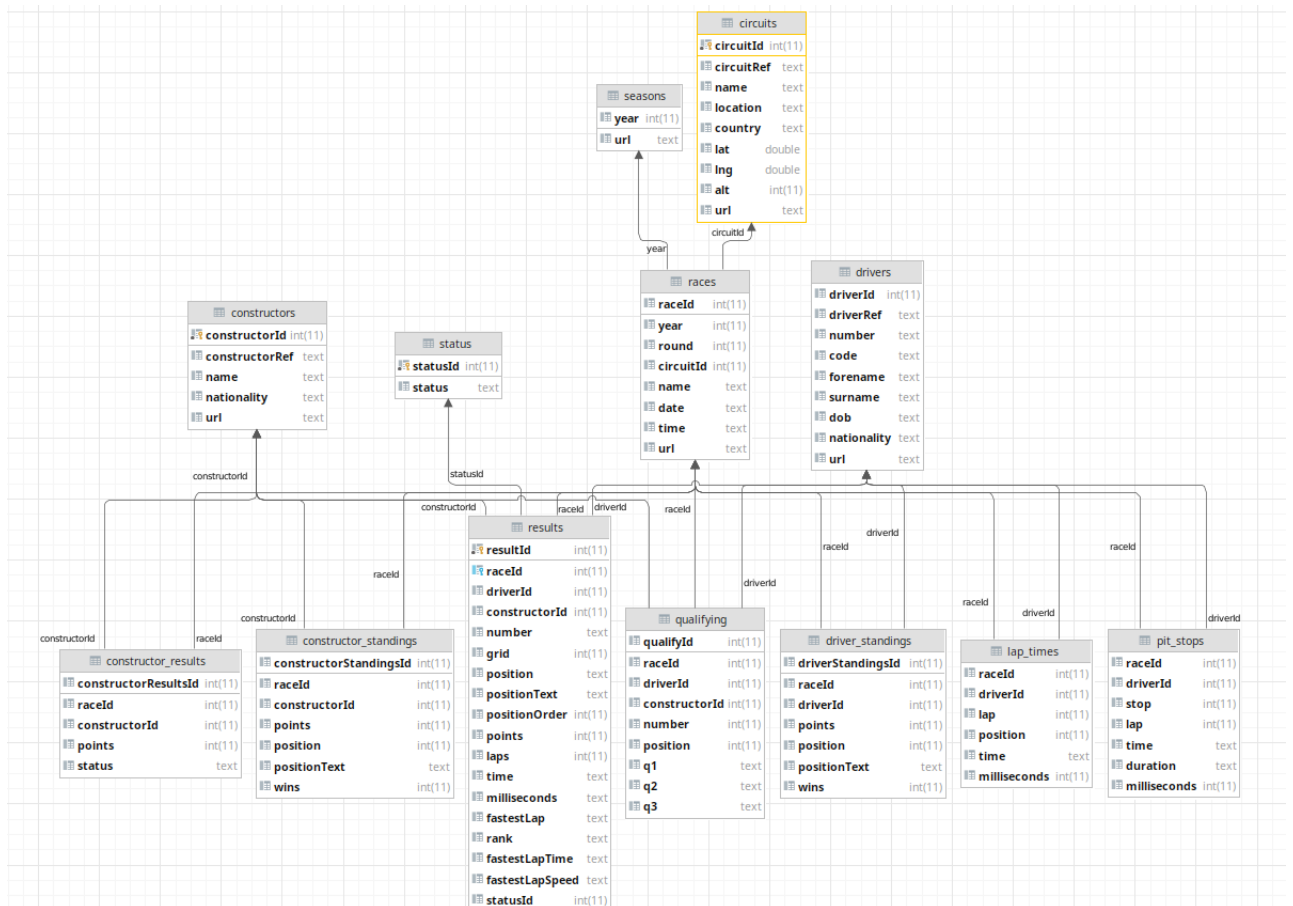 circuits
circuitId int(11)
circuitRef text
name text
location text
country text
lat double
lng double
alt int(11)
url text
seasons
year int(11)
url text
year
circuitId
races
raceId int(11)
year int(11)
round int(11)
circuitId int(11)
name text
date text
time text
url text
drivers
driverId int(11)
driverRef text
number text
code text
forename text
surname text
dob text
nationality text
url text
constructors
constructorId int(11)
constructorRef text
name text
nationality text
url text
status
statusId int(11)
status text
constructorId
statusId
constructorId
raceId
driverId
raceId
driverId
raceId
raceId
raceId
driverId
raceId
driverId
driverId
constructorId
constructorId
raceId
results
resultId int(11)
raceId int(11)
driverId int(11)
constructorId int(11)
number text
grid int(11)
position text
positionText text
positionOrder int(11)
points int(11)
laps int(11)
time text
milliseconds text
fastestLap text
rank text
fastestLapTime text
fastestLapSpeed text
statusId int(11)
constructor_results
constructorResultsId int(11)
raceId int(11)
constructorId int(11)
points int(11)
status text
constructor_standings
constructorStandingsId int(11)
raceId int(11)
constructorId int(11)
points int(11)
position int(11)
positionText text
wins int(11)
qualifying
qualifyId int(11)
raceId int(11)
driverId int(11)
constructorId int(11)
number int(11)
position int(11)
q1 text
q2 text
q3 text
driver_standings
driverStandingsId int(11)
raceId int(11)
driverId int(11)
points int(11)
position int(11)
positionText text
wins int(11)
lap_times
raceId int(11)
driverId int(11)
lap int(11)
position int(11)
time text
milliseconds int(11)
pit_stops
raceId int(11)
driverId int(11)
stop int(11)
lap int(11)
time text
duration text
milliseconds int(11)